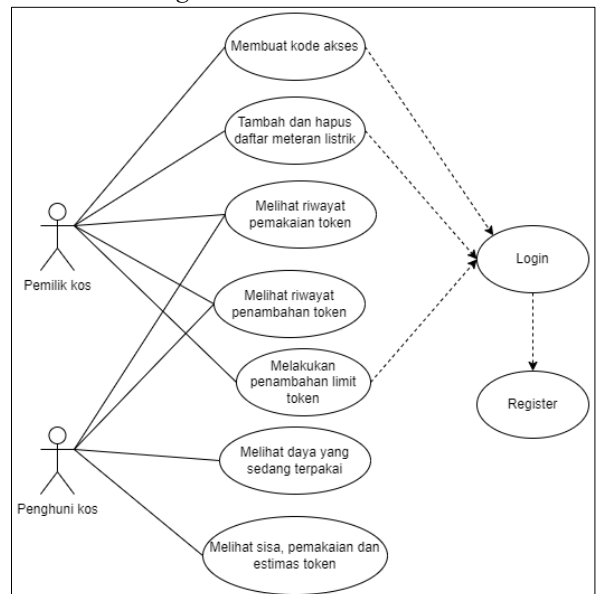 Membuat kode akses
Tambah dan hapus
daftar meteran listrik
Melihat riwayat
pemakaian token
Login
Pemilik kos
Melihat riwayat
penambahan token
Melakukan
penambahan limit
token
Register
Melihat daya yang
sedang terpakai
Penghuni kos
Melihat sisa, pemakaian dan
estimas token